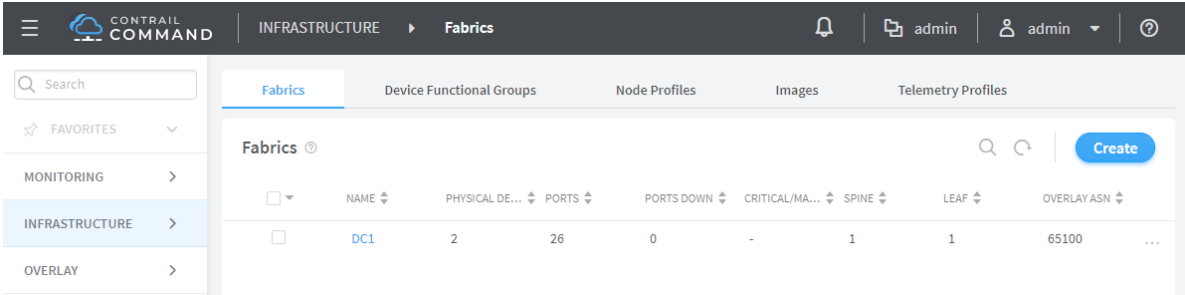 CONTRAIL
COMMAND
INFRASTRUCTURE
Fabrics
admin
admin
Search
FAVORITES
MONITORING
INFRASTRUCTURE
OVERLAY
Fabrics
Device Functional Groups
Node Profiles
Images
Telemetry Profiles
Fabrics
Create
NAME PHYSICAL DE... PORTS PORTS DOWN CRITICAL/MA... SPINE LEAF OVERLAY ASN
DC1 2 26 0 - 1 1 65100 ...